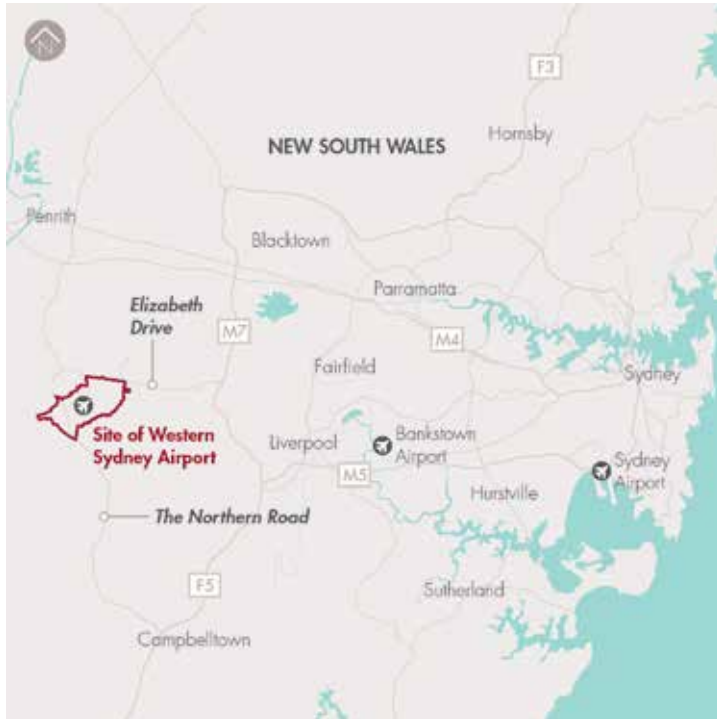 N
F3
Hornsby
NEW SOUTH WALES
Penrith
Blacktown
Parramatta
Elizabeth
Drive
M7
M4
Fairfield
Sydney
Site of Western
Sydney Airport
Liverpool
Bankstown
Airport
M5
Sydney
Airport
Hurstville
The Northern Road
F5
Sutherland
Campbelltown